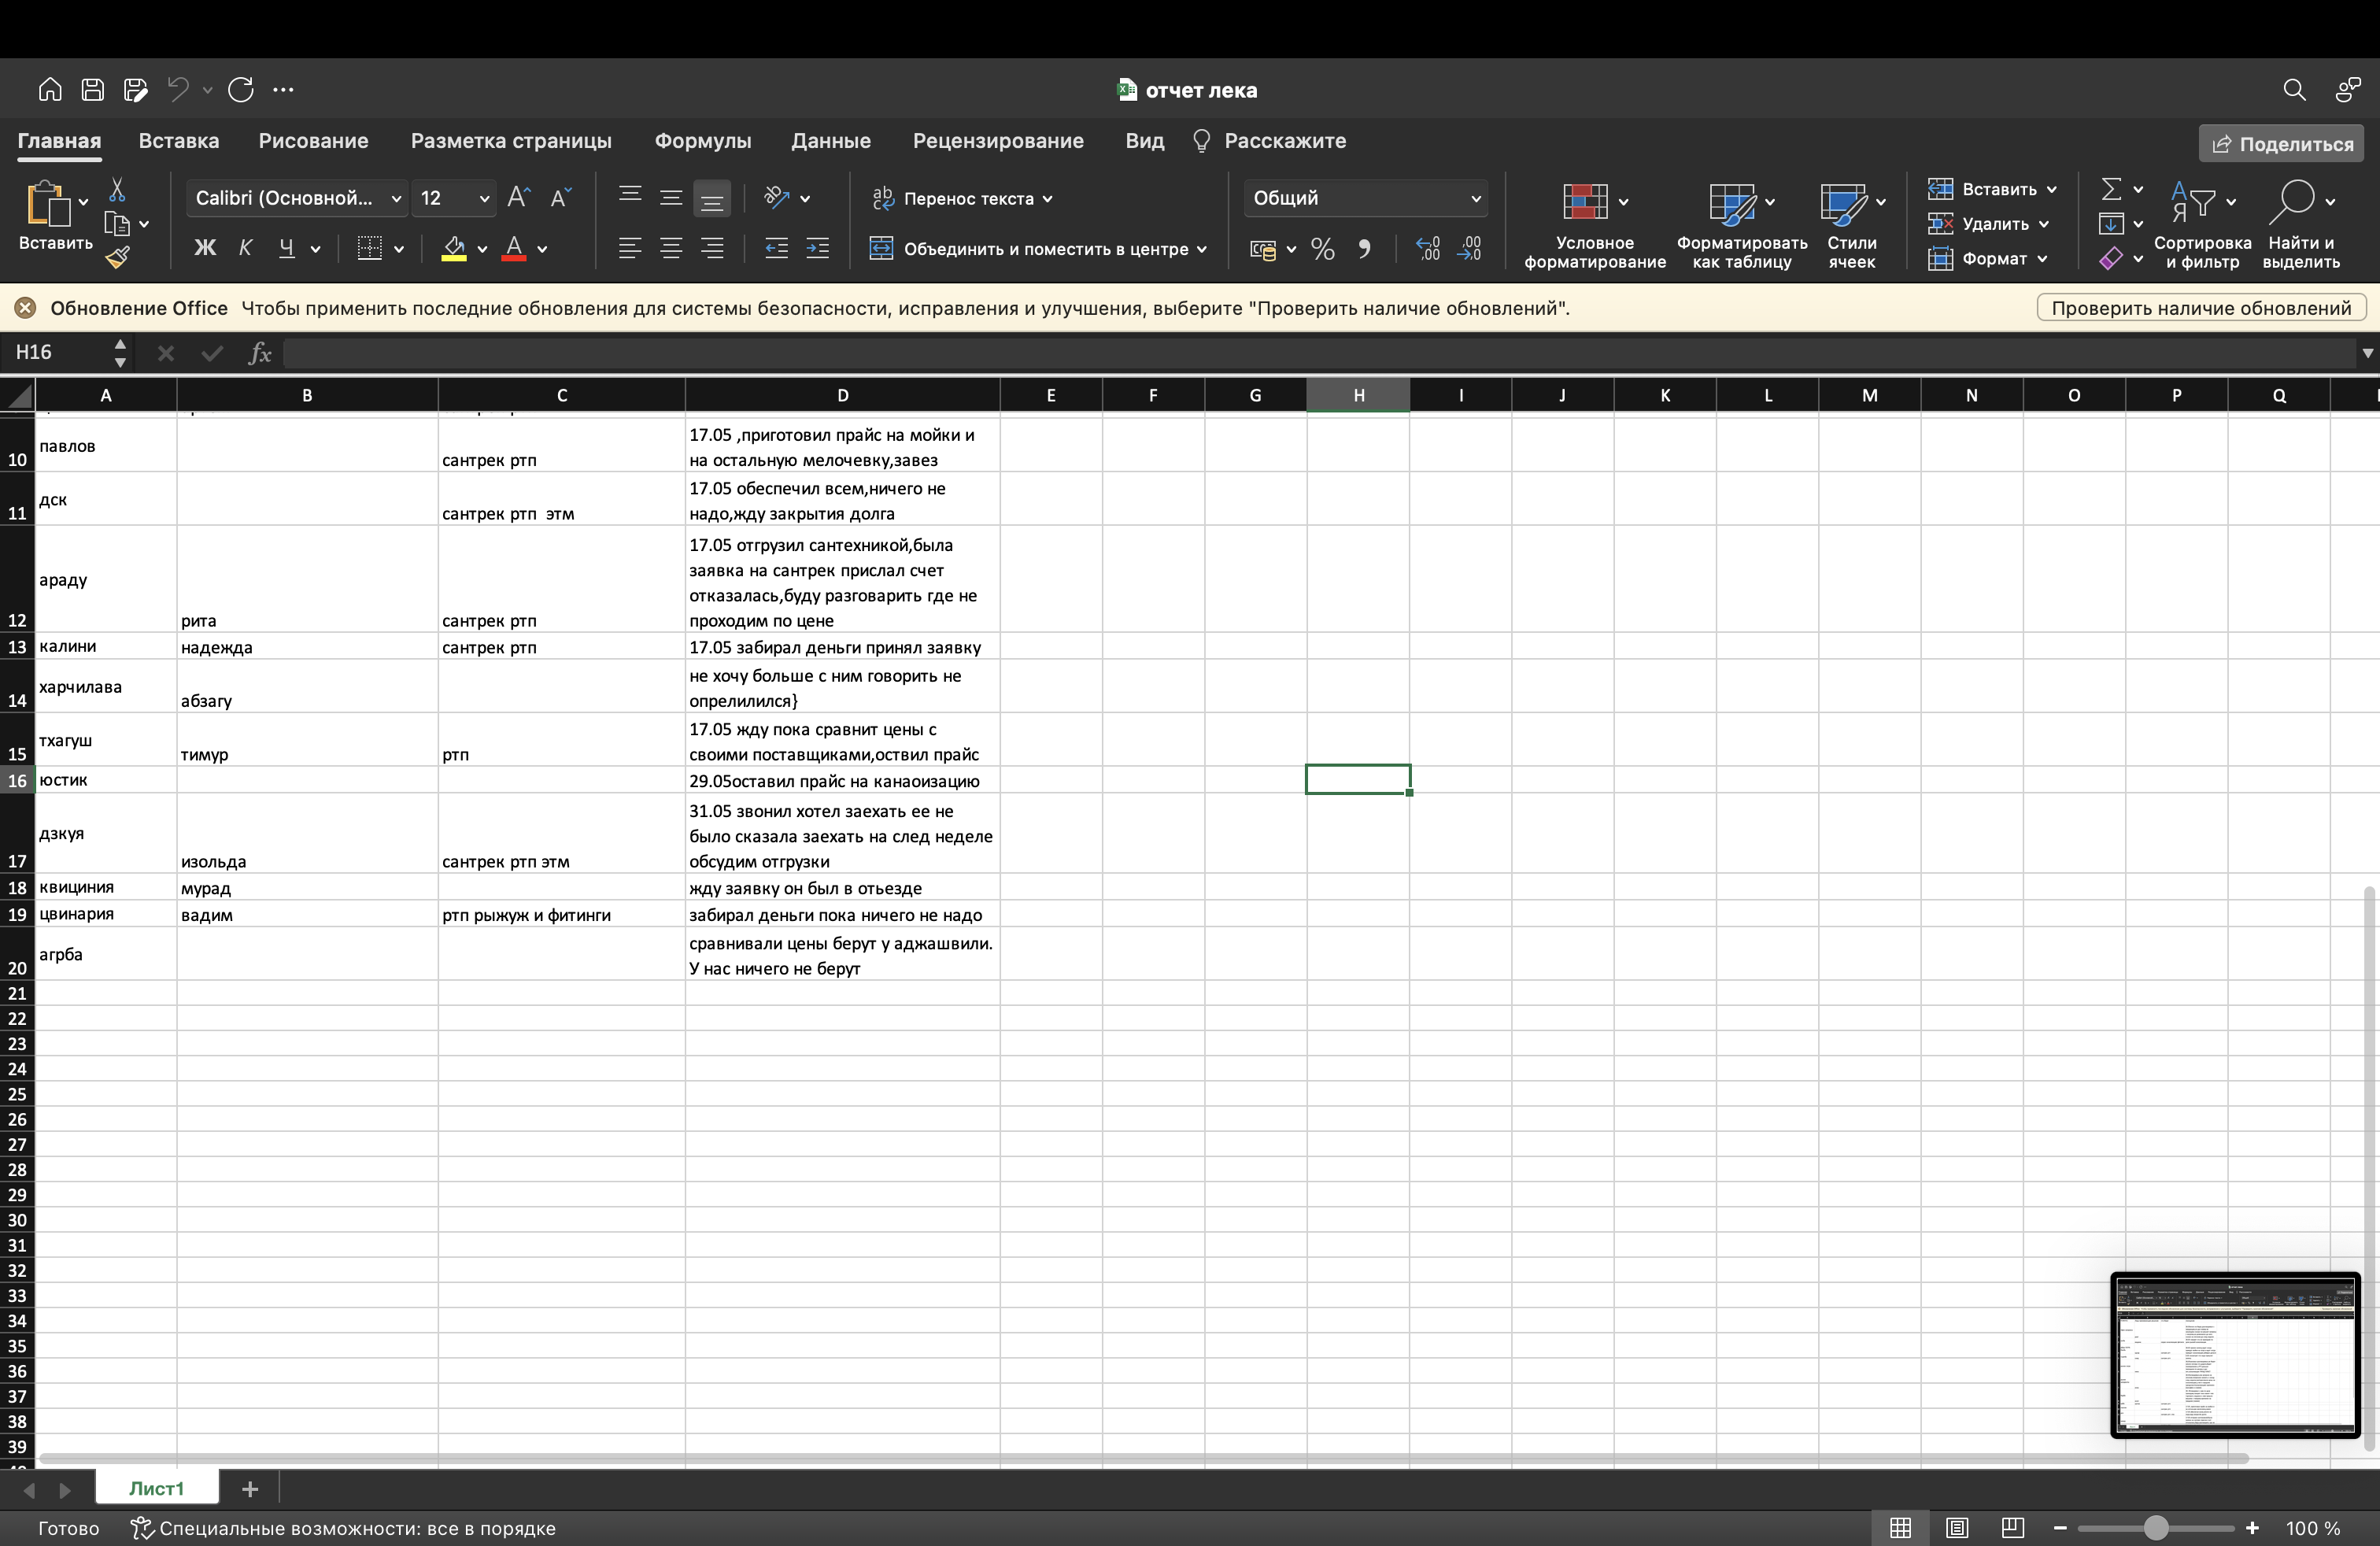 отчет лека
Главная Вставка Рисование Разметка страницы Формулы Данные Рецензирование Вид Расскажите Поделиться
Вставить
Calibri (Основной... 12
Ж К Ч
Перенос текста
Объединить и поместить в центре
Общий
Условное форматирование
Форматировать как таблицу
Стили ячеек
Вставить
Удалить
Формат
Сортировка и фильтр
Найти и выделить
Обновление Office Чтобы применить последние обновления для системы безопасности, исправления и улучшения, выберите "Проверить наличие обновлений". Проверить наличие обновлений
H16 fx
A B C D E F G H I J K L M N O P Q
10 павлов сантрек ртп 17.05 ,приготовил прайс на мойки и
на остальную мелочевку,завез
11 дск сантрек ртп  этм 17.05 обеспечил всем,ничего не
надо,жду закрытия долга
12 араду рита сантрек ртп 17.05 отгрузил сантехникой,была
заявка на сантрек прислал счет
отказалась,буду разговарить где не
проходим по цене
13 калини надежда сантрек ртп 17.05 забирал деньги принял заявку
14 харчилава абзагу не хочу больше с ним говорить не
опрелилился}
15 тхагуш тимур ртп 17.05 жду пока сравнит цены с
своими поставщиками,оствил прайс
16 юстик 29.05оставил прайс на канаоизацию
17 дзкуя изольда сантрек ртп этм 31.05 звонил хотел заехать ее не
было сказала заехать на след неделе
обсудим отгрузки
18 квициния мурад жду заявку он был в отьезде
19 цвинария вадим ртп рыжуж и фитинги забирал деньги пока ничего не надо
20 агрба сравнивали цены берут у аджашвили.
У нас ничего не берут
21
22
23
24
25
26
27
28
29
30
31
32
33
34
35
36
37
38
39
Лист1
Готово Специальные возможности: все в порядке 100 %